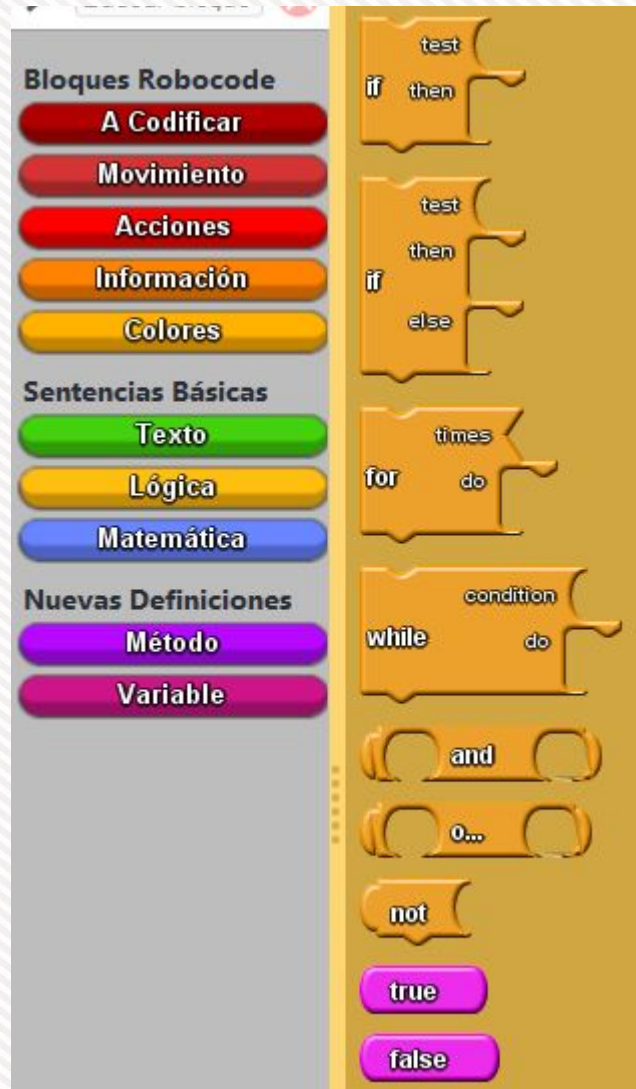 Bloques Robocode
A Codificar
Movimiento
Acciones
Información
Colores
Sentencias Básicas
Texto
Lógica
Matemática
Nuevas Definiciones
Método
Variable
test
if then
test
then
if
else
times
for do
condition
while do
and
o...
not
true
false